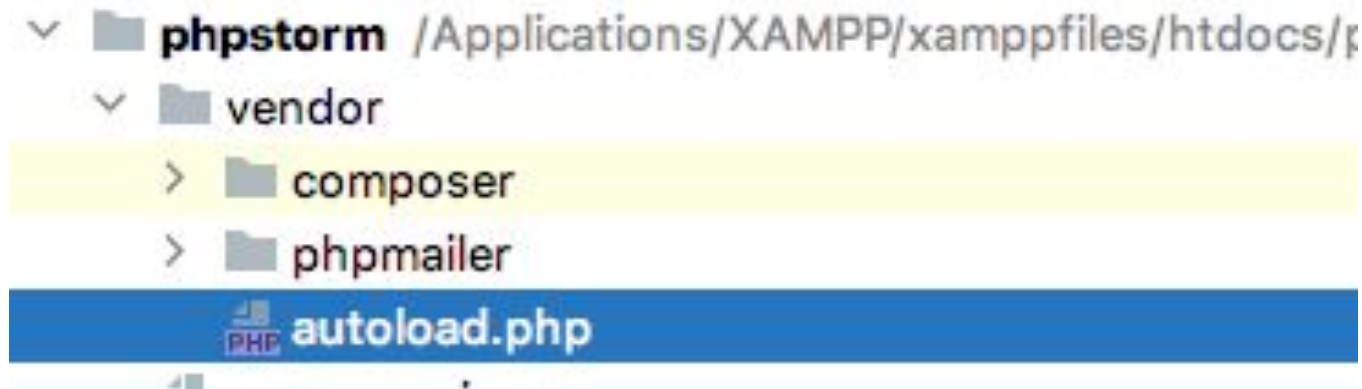 phpstorm /Applications/XAMPP/xamppfiles/htdocs/p
vendor
composer
phpmailer
PHP autoload.php